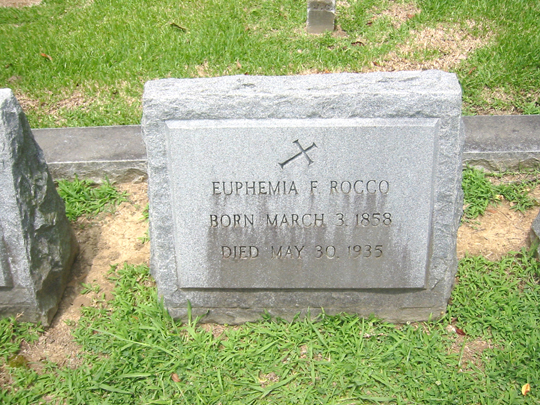 EUPHEMIA F. ROCCO
BORN MARCH 3, 1858
DIED MAY 30, 1935